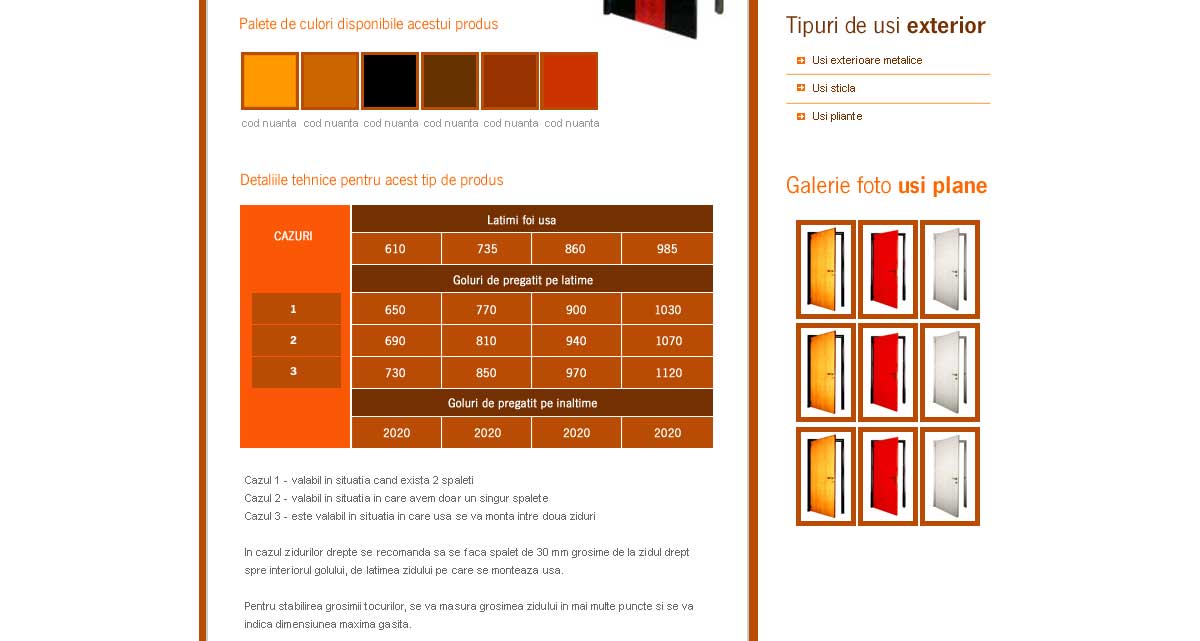 Palete de culori disponibile acestui produs
cod nuanta cod nuanta cod nuanta cod nuanta cod nuanta cod nuanta
Detaliile tehnice pentru acest tip de produs
CAZURI
Latimi foi usa
610 735 860 985
Goluri de pregatit pe latime
1 650 770 900 1030
2 690 810 940 1070
3 730 850 970 1120
Goluri de pregatit pe inaltime
2020 2020 2020 2020
Cazul 1 - valabil in situatia cand exista 2 spaleti
Cazul 2 - valabil in situatia in care avem doar un singur spalete
Cazul 3 - este valabil in situatia in care usa se va monta intre doua ziduri
In cazul zidurilor drepte se recomanda sa se faca spalet de 30 mm grosime de la zidul drept
spre interiorul golului, de latimea zidului pe care se monteaza usa.
Pentru stabilirea grosimii tocurilor, se va masura grosimea zidului in mai multe puncte si se va
indica dimensiunea maxima gasita.
Tipuri de usi exterior
Usi exterioare metalice
Usi sticla
Usi pliante
Galerie foto usi plane